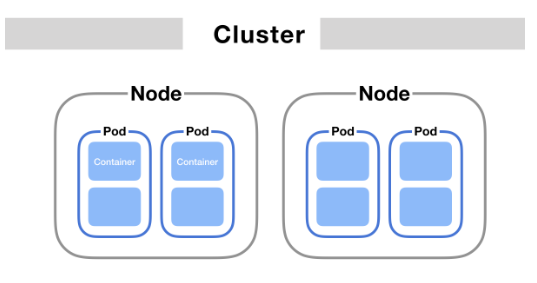 Cluster
Node
Node
Pod
Pod
Pod
Pod
Container
Container